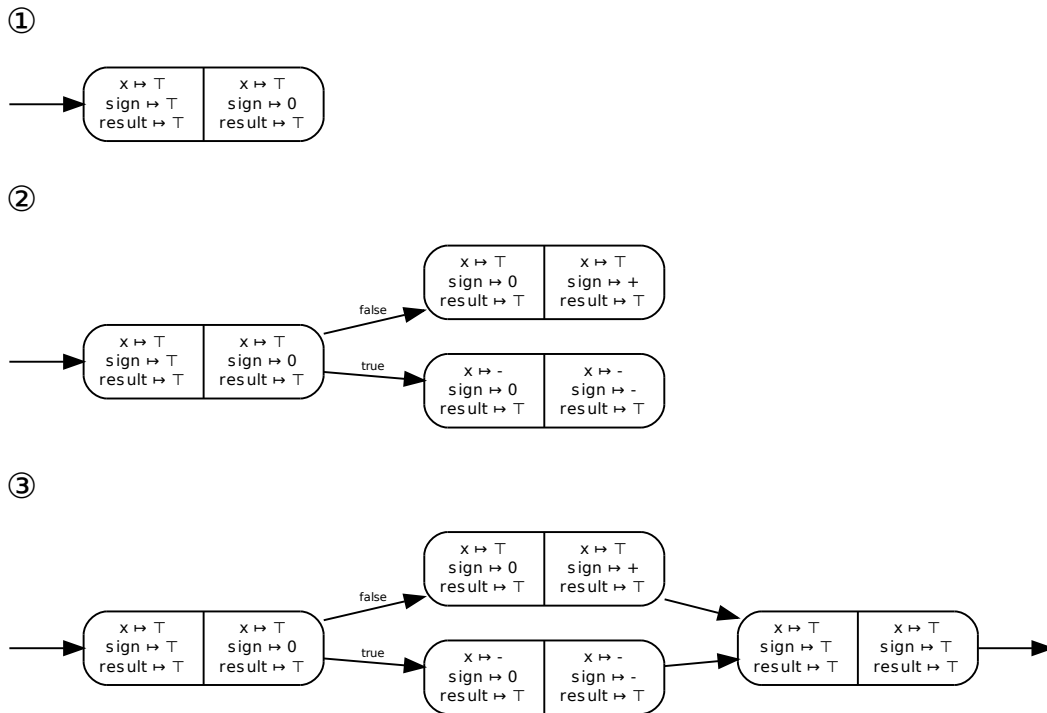 ①
x ↦ ⊤
sign ↦ ⊤
result ↦ ⊤
x ↦ ⊤
sign ↦ 0
result ↦ ⊤
②
x ↦ ⊤
sign ↦ ⊤
result ↦ ⊤
x ↦ ⊤
sign ↦ 0
result ↦ ⊤
false
x ↦ ⊤
sign ↦ 0
result ↦ ⊤
x ↦ ⊤
sign ↦ +
result ↦ ⊤
true
x ↦ -
sign ↦ 0
result ↦ ⊤
x ↦ -
sign ↦ -
result ↦ ⊤
③
x ↦ ⊤
sign ↦ ⊤
result ↦ ⊤
x ↦ ⊤
sign ↦ 0
result ↦ ⊤
false
x ↦ ⊤
sign ↦ 0
result ↦ ⊤
x ↦ ⊤
sign ↦ +
result ↦ ⊤
true
x ↦ -
sign ↦ 0
result ↦ ⊤
x ↦ -
sign ↦ -
result ↦ ⊤
x ↦ ⊤
sign ↦ ⊤
result ↦ ⊤
x ↦ ⊤
sign ↦ ⊤
result ↦ ⊤